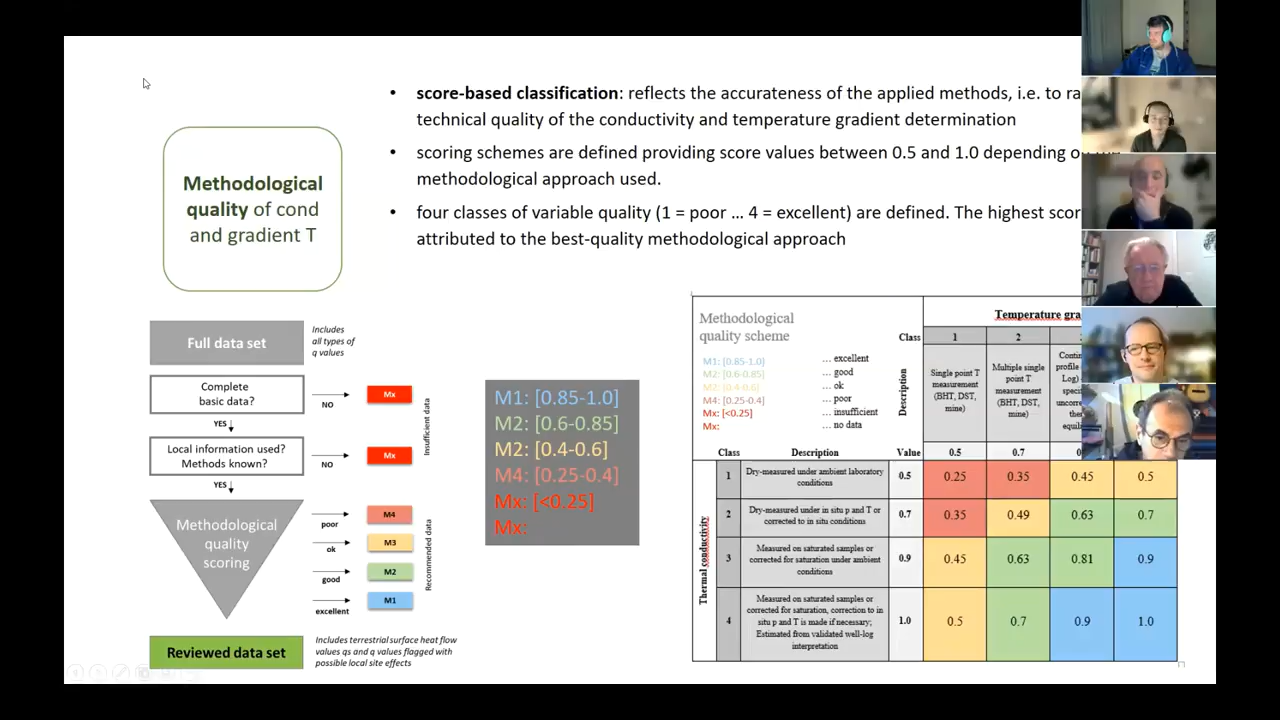 score-based classification: reflects the accurateness of the applied methods, i.e. to
technical quality of the conductivity and temperature gradient determination
scoring schemes are defined providing score values between 0.5 and 1.0 depending
methodological approach used.
four classes of variable quality (1 = poor … 4 = excellent) are defined. The highest
attributed to the best-quality methodological approach
Methodological
quality of cond
and gradient T
Full data set
Includes
all types of
q values
Complete
basic data?
NO
Mx
YES
Local information used?
Methods known?
NO
Mx
YES
Insufficient data
Methodological
quality
scoring
poor
M4
ok
M3
good
M2
excellent
M1
Recommended data
Reviewed data set
Includes terrestrial surface heat flow
values qs and q values flagged with
possible local site effects
M1: [0.85-1.0]
M2: [0.6-0.85]
M2: [0.4-0.6]
M4: [0.25-0.4]
Mx: [<0.25]
Mx:
Methodological
quality scheme
M1: [0.85-1.0] … excellent
M2: [0.6-0.85] … good
M2: [0.4-0.6] … ok
M4: [0.25-0.4] … poor
Mx: [<0.25] … insufficient
Mx: … no data
Temperature
Class 1 2
Description
Single point T
measurement
(BHT, DST,
mine)
Multiple single
point T
measurement
(BHT, DST,
mine)
Class Description Value 0.5 0.7
Thermal conductivity
1
Dry-measured under ambient laboratory
conditions
0.5 0.25 0.35 0.45 0.5
2
Dry-measured under in situ p and T or
corrected to in situ conditions
0.7 0.35 0.49 0.63 0.7
3
Measured on saturated samples or
corrected for saturation under ambient
conditions
0.9 0.45 0.63 0.81 0.9
4
Measured on saturated samples or
corrected for saturation, correction to in
situ p and T is made if necessary;
Estimated from validated well-log
interpretation
1.0 0.5 0.7 0.9 1.0